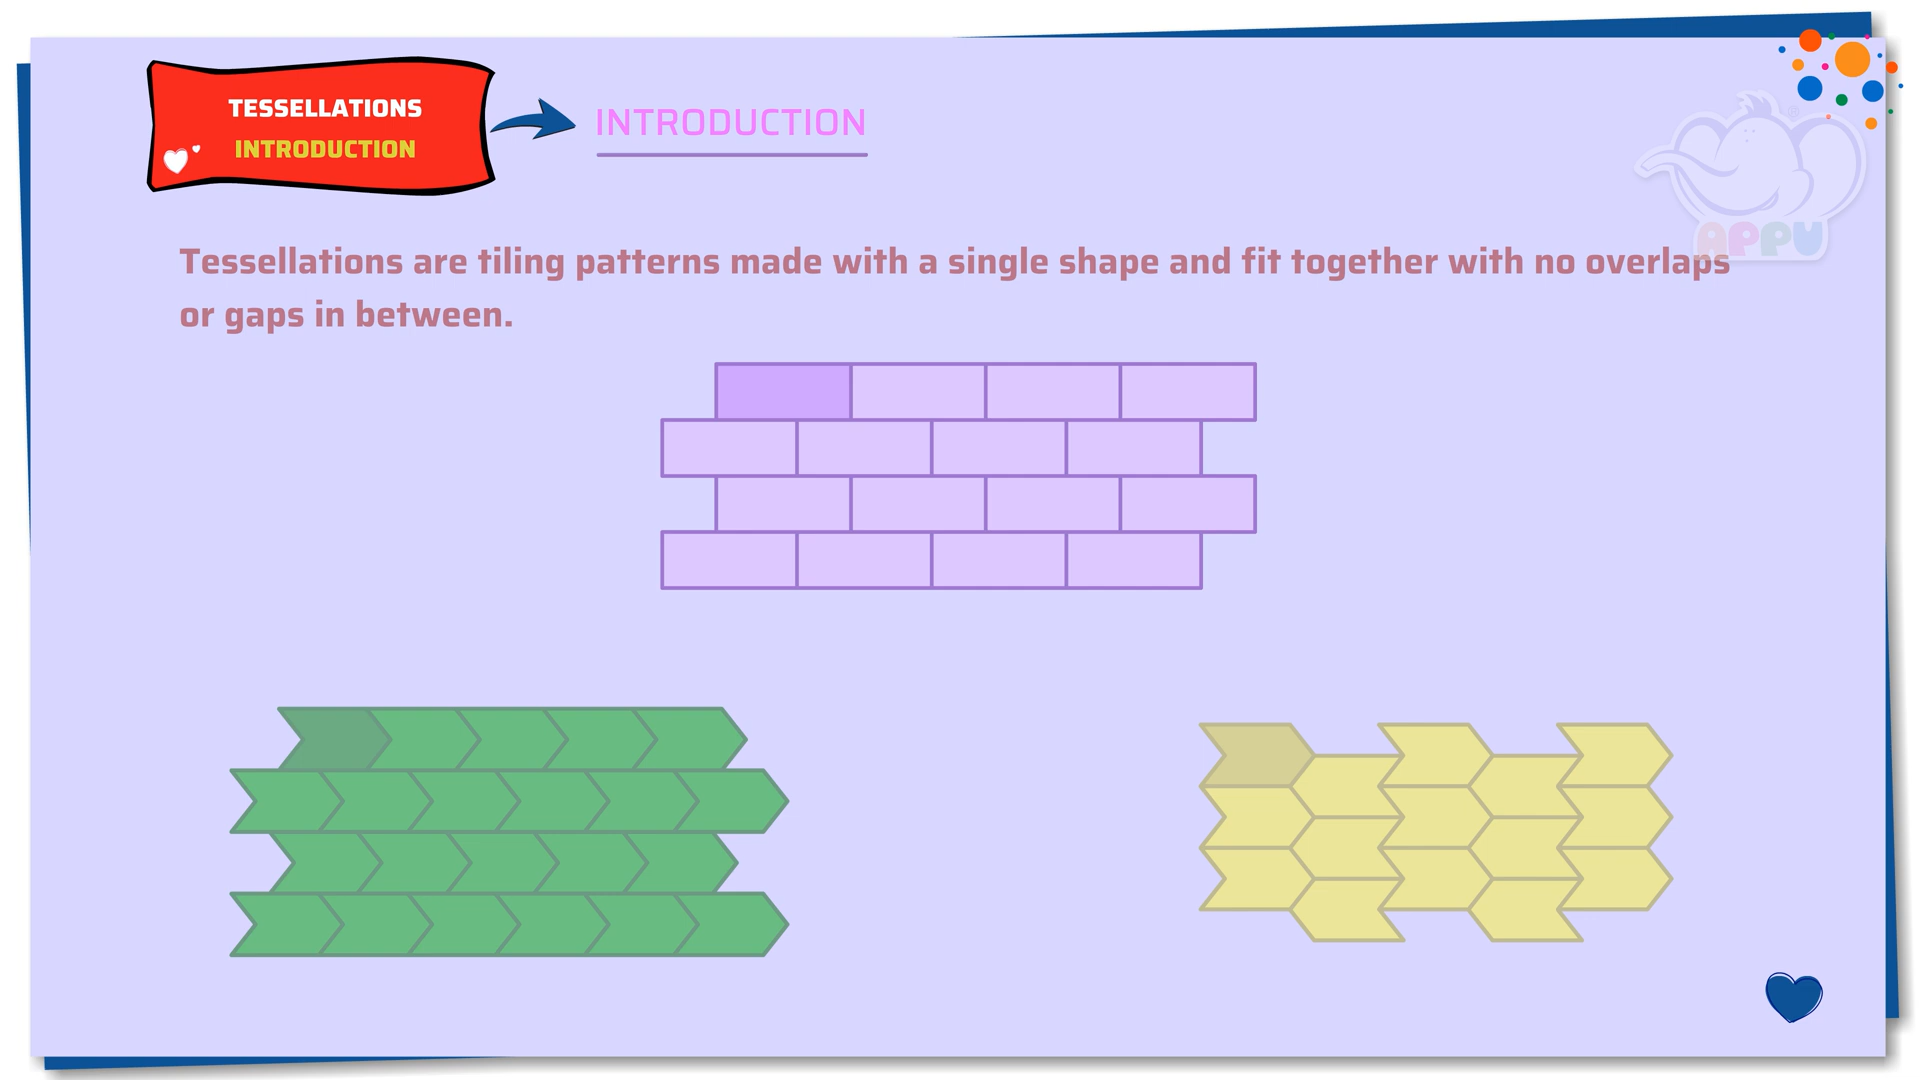 TESSELLATIONS
INTRODUCTION
INTRODUCTION
APPU
Tessellations are tiling patterns made with a single shape and fit together with no overlaps
or gaps in between.